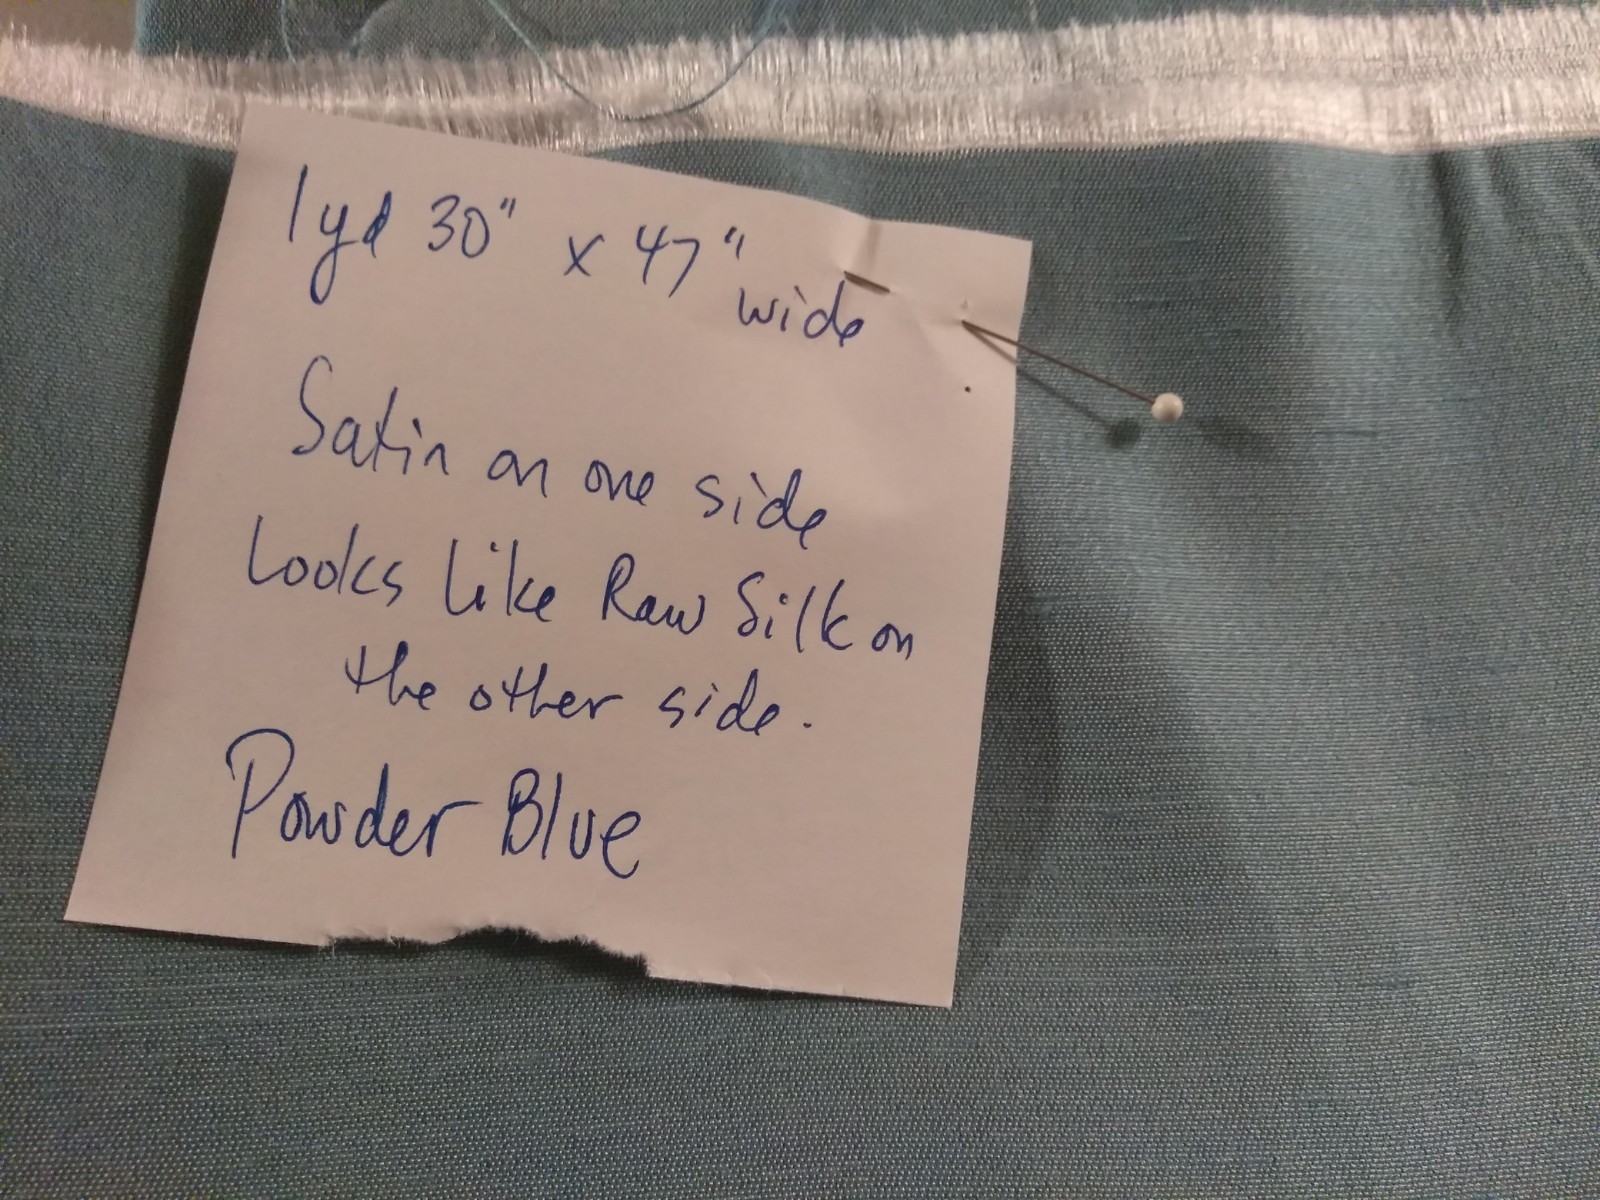 1yd 30" x 47"
wide
Satin on one side
Looks Like Raw Silk on
the other side.
Powder Blue